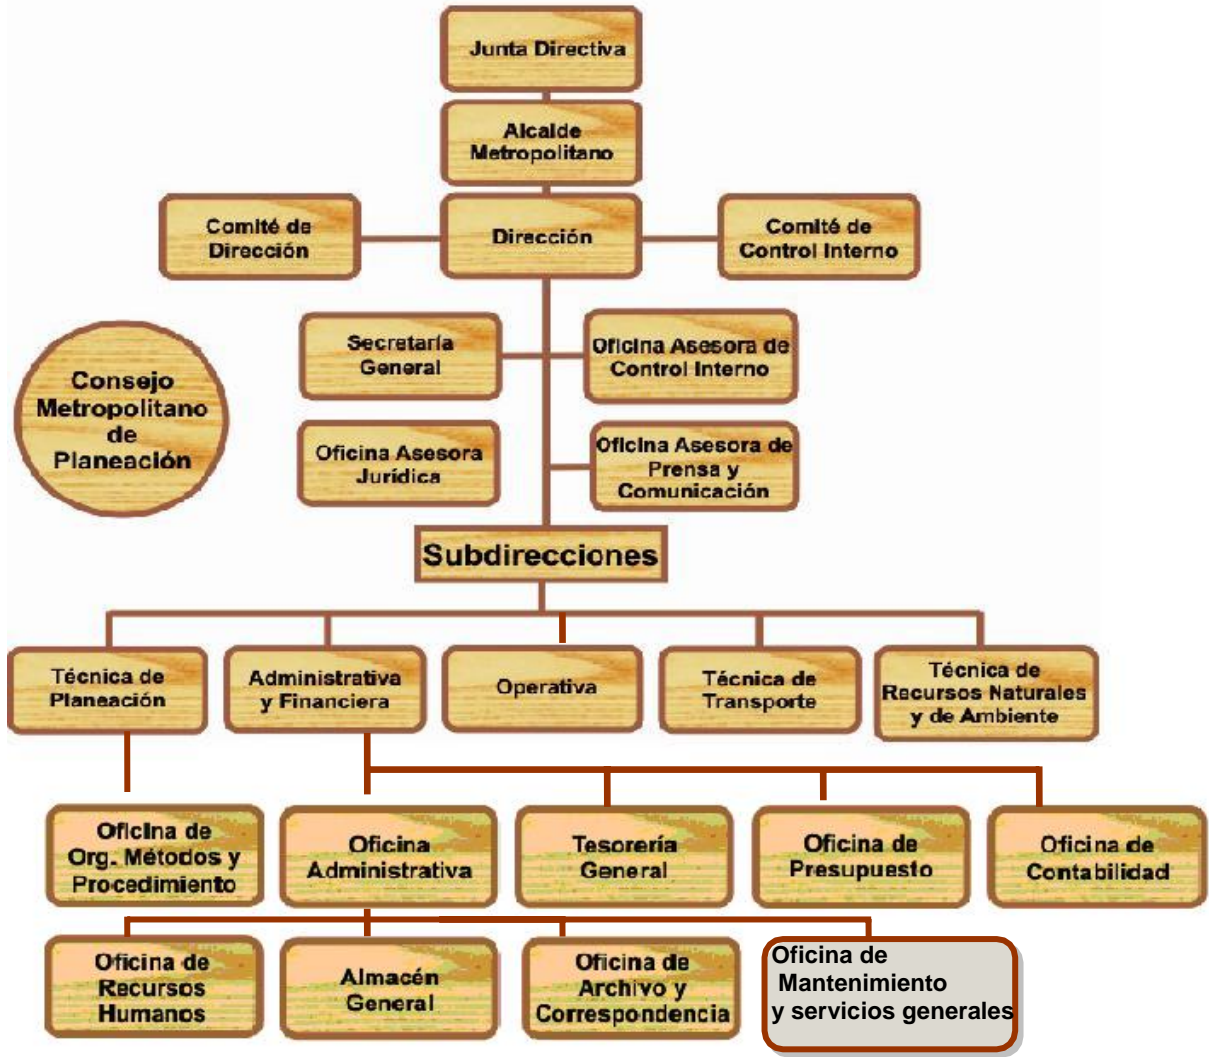 Junta Directiva
Alcalde
Metropolitano
Comité de
Dirección
Dirección
Comité de
Control Interno
Secretaría
General
Oficina Asesora de
Control Interno
Consejo
Metropolitano
de
Planeación
Oficina Asesora
Jurídica
Oficina Asesora de
Prensa y
Comunicación
Subdirecciones
Técnica de
Planeación
Administrativa
y Financiera
Operativa
Técnica de
Transporte
Técnica de
Recursos Naturales
y de Ambiente
Oficina de
Org. Métodos y
Procedimiento
Oficina
Administrativa
Tesorería
General
Oficina de
Presupuesto
Oficina de
Contabilidad
Oficina de
Recursos
Humanos
Almacén
General
Oficina de
Archivo y
Correspondencia
Oficina de
Mantenimiento
y servicios generales